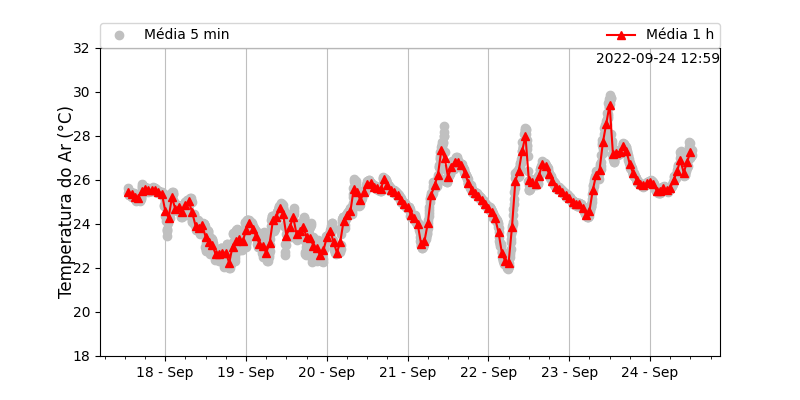 Média 5 min
Média 1 h
2022-09-24 12:59
Temperatura do Ar (°C)
32
30
28
26
24
22
20
18
18 - Sep
19 - Sep
20 - Sep
21 - Sep
22 - Sep
23 - Sep
24 - Sep